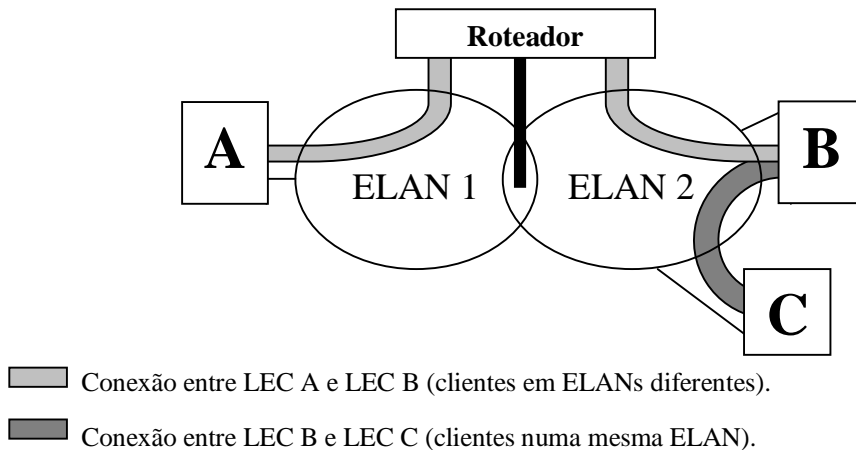 Roteador
A
B
ELAN 1
ELAN 2
C
Conexão entre LEC A e LEC B (clientes em ELANs diferentes).
Conexão entre LEC B e LEC C (clientes numa mesma ELAN).